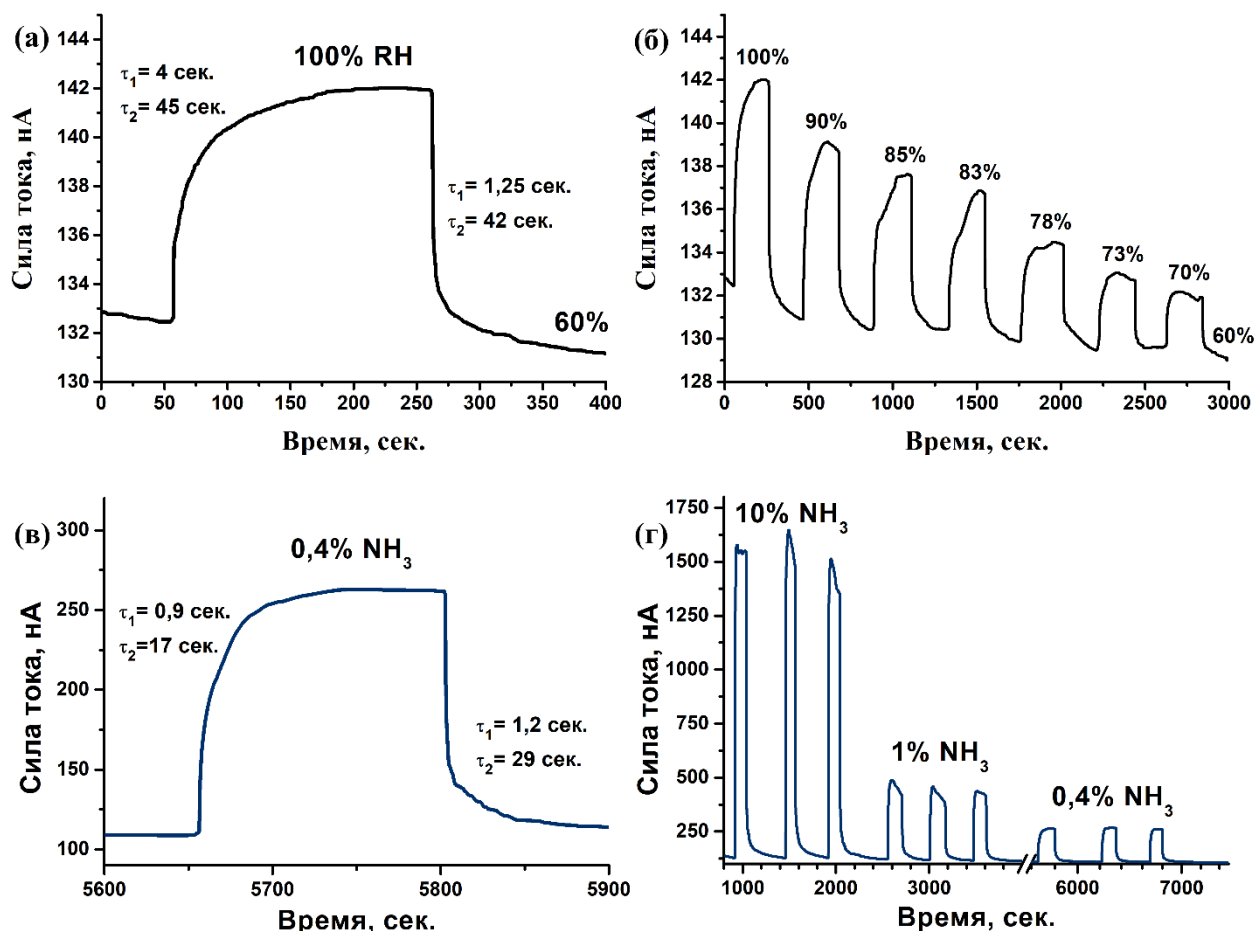 (а)
144
142
140
138
136
134
132
130
Сила тока, нА
100% RH
τ1= 4 сек.
τ2= 45 сек.
τ1= 1,25 сек.
τ2= 42 сек.
60%
0 50 100 150 200 250 300 350 400
Время, сек.
(б)
144
142
140
138
136
134
132
130
128
Сила тока, нА
100%
90%
85%
83%
78%
73%
70%
60%
0 500 1000 1500 2000 2500 3000
Время, сек.
(в)
300
250
200
150
100
Сила тока, нА
0,4% NH3
τ1=0,9 сек.
τ2=17 сек.
τ1= 1,2 сек.
τ2= 29 сек.
5600 5700 5800 5900
Время, сек.
(г)
1750
1500
1250
1000
750
500
250
Сила тока, нА
10% NH3
1% NH3
0,4% NH3
1000 2000 3000 6000 7000
Время, сек.